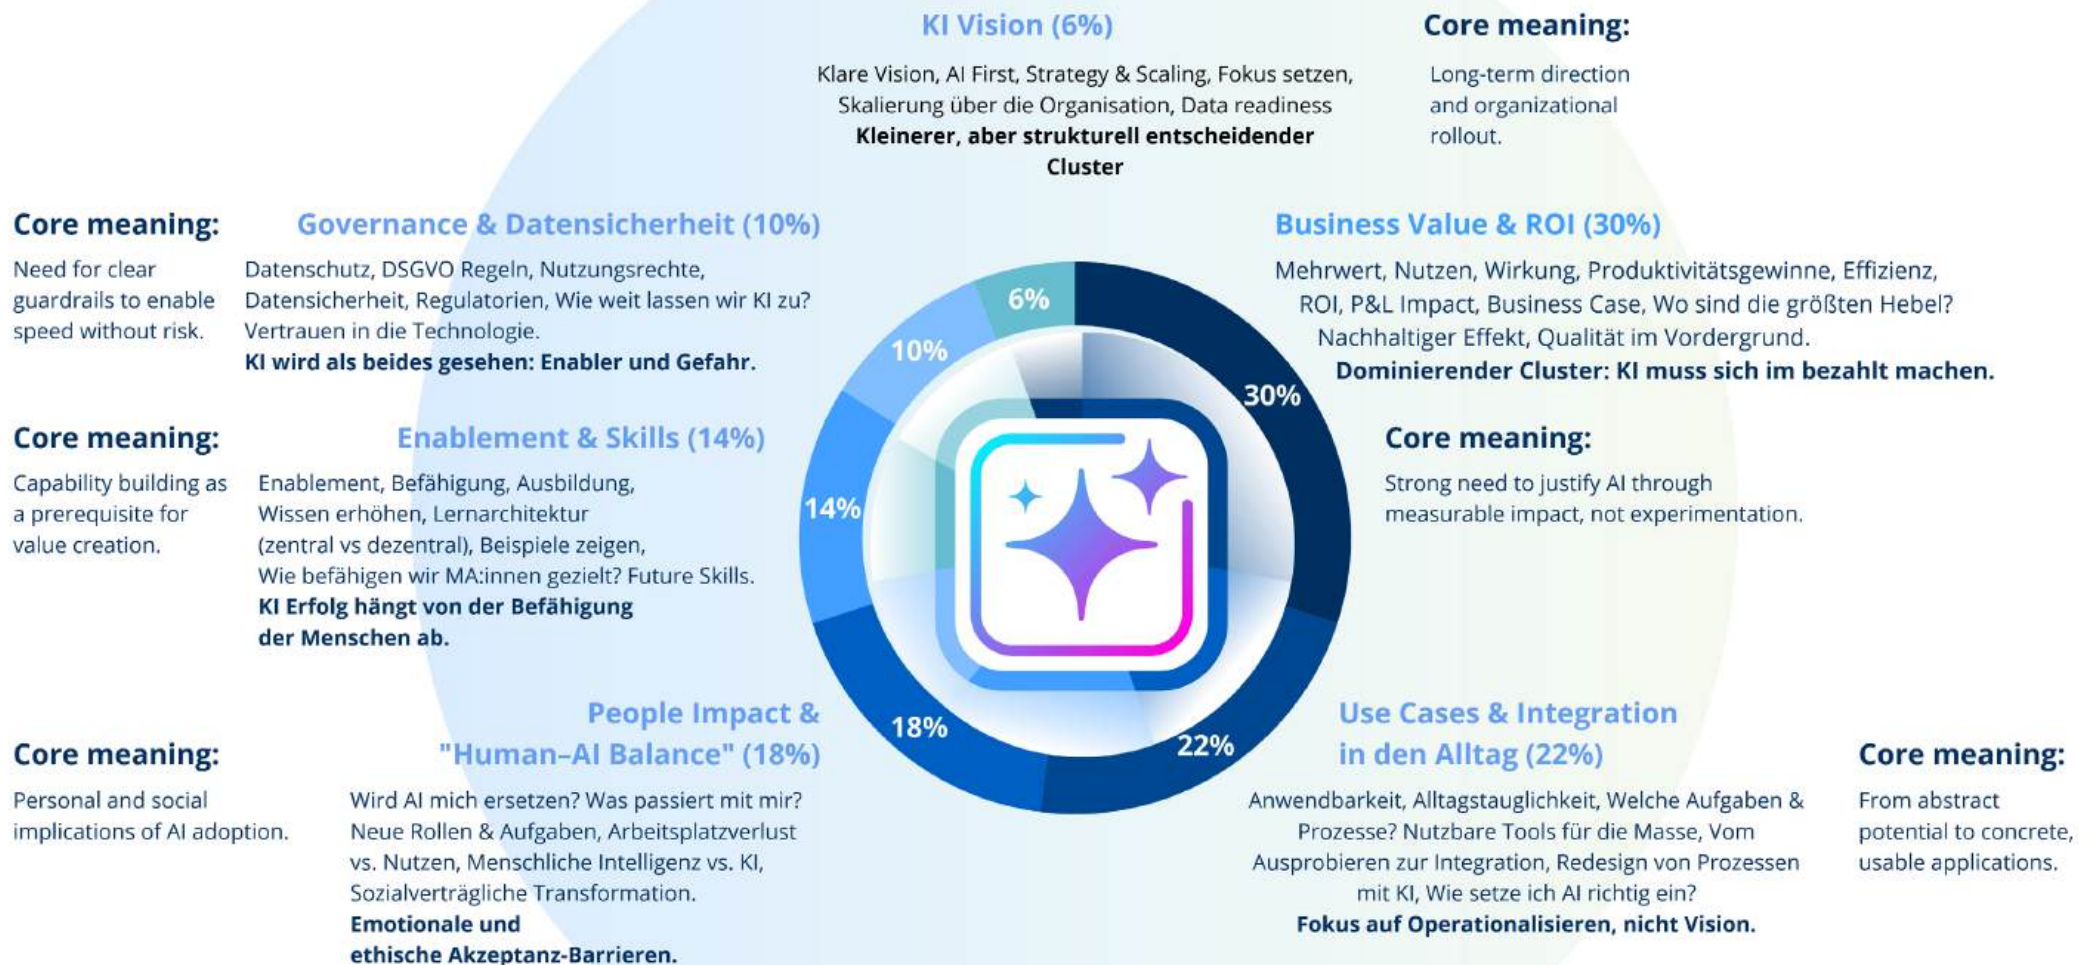 KI Vision (6%)
Klare Vision, AI First, Strategy & Scaling, Fokus setzen,
Skalierung über die Organisation, Data readiness
Kleinerer, aber strukturell entscheidender
Cluster
Core meaning:
Long-term direction
and organizational
rollout.
Core meaning:
Need for clear
guardrails to enable
speed without risk.
Governance & Datensicherheit (10%)
Datenschutz, DSGVO Regeln, Nutzungsrechte,
Datensicherheit, Regulatorien, Wie weit lassen wir KI zu?
Vertrauen in die Technologie.
KI wird als beides gesehen: Enabler und Gefahr.
Business Value & ROI (30%)
Mehrwert, Nutzen, Wirkung, Produktivitätsgewinne, Effizienz,
ROI, P&L Impact, Business Case, Wo sind die größten Hebel?
Nachhaltiger Effekt, Qualität im Vordergrund.
Dominierender Cluster: KI muss sich im bezahlt machen.
Core meaning:
Strong need to justify AI through
measurable impact, not experimentation.
Core meaning:
Capability building as
a prerequisite for
value creation.
Enablement & Skills (14%)
Enablement, Befähigung, Ausbildung,
Wissen erhöhen, Lernarchitektur
(zentral vs dezentral), Beispiele zeigen,
Wie befähigen wir MA:innen gezielt? Future Skills.
KI Erfolg hängt von der Befähigung
der Menschen ab.
6%
10%
30%
14%
18%
22%
Core meaning:
Personal and social
implications of AI adoption.
People Impact &
"Human–AI Balance" (18%)
Wird AI mich ersetzen? Was passiert mit mir?
Neue Rollen & Aufgaben, Arbeitsplatzverlust
vs. Nutzen, Menschliche Intelligenz vs. KI,
Sozialverträgliche Transformation.
Emotionale und
ethische Akzeptanz-Barrieren.
Use Cases & Integration
in den Alltag (22%)
Anwendbarkeit, Alltagstauglichkeit, Welche Aufgaben &
Prozesse? Nutzbare Tools für die Masse, Vom
Ausprobieren zur Integration, Redesign von Prozessen
mit KI, Wie setze ich AI richtig ein?
Fokus auf Operationalisieren, nicht Vision.
Core meaning:
From abstract
potential to concrete,
usable applications.